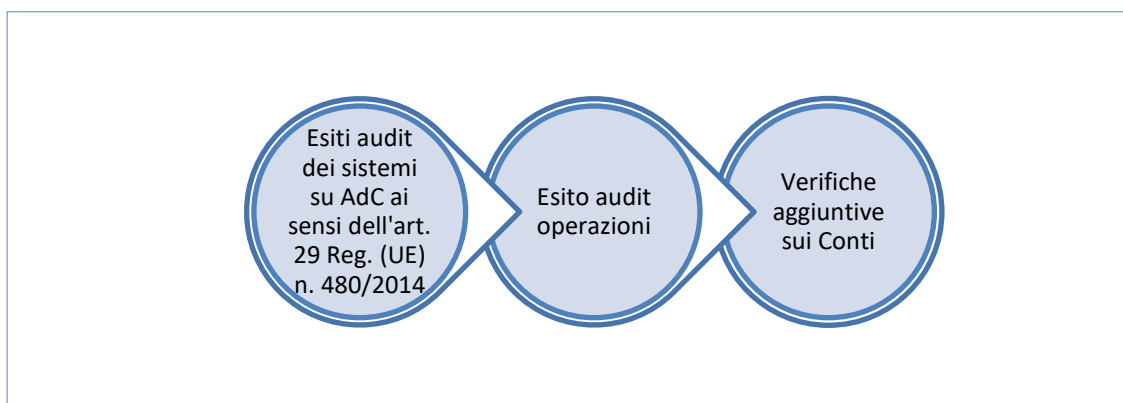 Esiti audit
dei sistemi
su AdC ai
sensi dell'art.
29 Reg. (UE)
n. 480/2014
Esito audit
operazioni
Verifiche
aggiuntive
sui Conti